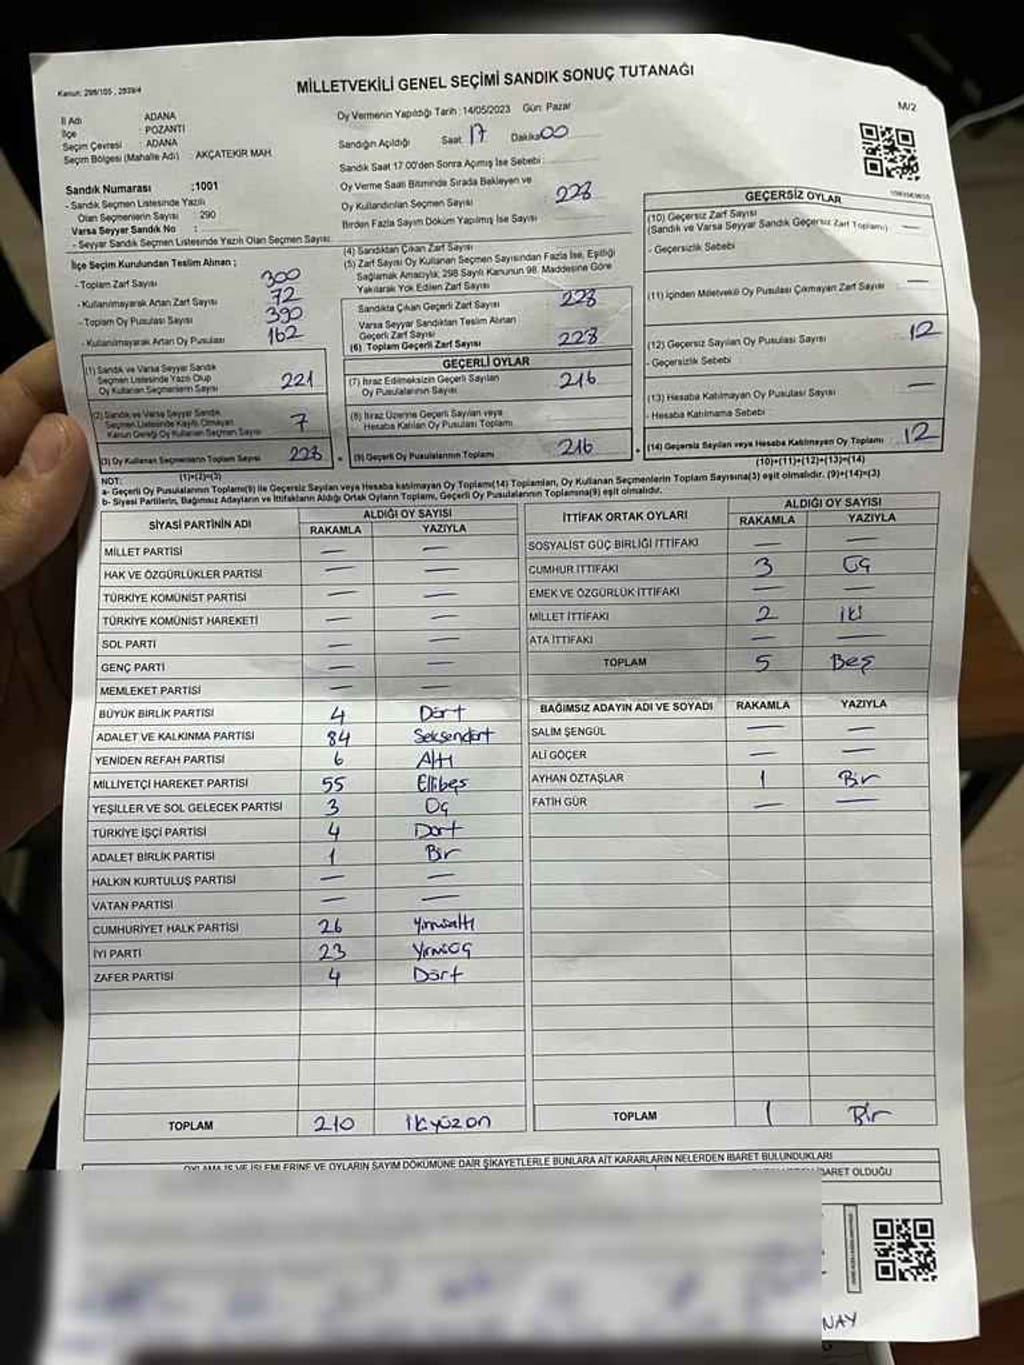 MİLLETVEKİLİ GENEL SEÇİMİ SANDIK SONUÇ TUTANAĞI
Kanun: 298/105 , 2839/4
M/2
İl Adı : ADANA
İlçe : POZANTI
Seçim Çevresi : ADANA
Seçim Bölgesi (Mahalle Adı) : AKÇATEKİR MAH
Sandık Numarası :1001
- Sandık Seçmen Listesinde Yazılı
Olan Seçmenlerin Sayısı : 290
Varsa Seyyar Sandık No :
- Seyyar Sandık Seçmen Listesinde Yazılı Olan Seçmen Sayısı:
Oy Vermenin Yapıldığı Tarih :14/05/2023 Gün: Pazar
Sandığın Açıldığı Saat 17 Dakika 00
Sandık Saat 17.00'den Sonra Açımış İse Sebebi :
Oy Verme Saati Bitiminde Sırada Bekleyen ve
Oy Kullandırılan Seçmen Sayısı : 228
Birden Fazla Sayım Döküm Yapılmış İse Sayısı :
İlçe Seçim Kurulundan Teslim Alınan ;
- Toplam Zarf Sayısı : 300
- Kullanılmayarak Artan Zarf Sayısı : 72
- Toplam Oy Pusulası Sayısı : 390
- Kullanılmayarak Artan Oy Pusulası : 162
(1) Sandık ve Varsa Seyyar Sandık
Seçmen Listesinde Yazılı Olup
Oy Kullanan Seçmenlerin Sayısı 221
(2) Sandık ve Varsa Seyyar Sandık
Seçmen Listesinde Kayıtlı Olmayan
Kanun Gereği Oy Kullanan Seçmen Sayısı 7
(3) Oy Kullanan Seçmenlerin Toplam Sayısı 228
(1)+(2)=(3)
(4) Sandıktan Çıkan Zarf Sayısı
(5) Zarf Sayısı Oy Kullanan Seçmen Sayısından Fazla İse, Eşitliği
Sağlamak Amacıyla; 298 Sayılı Kanunun 98. Maddesine Göre
Yakılarak Yok Edilen Zarf Sayısı
Sandıkta Çıkan Geçerli Zarf Sayısı 228
Varsa Seyyar Sandıktan Teslim Alınan
Geçerli Zarf Sayısı
(6) Toplam Geçerli Zarf Sayısı 228
GEÇERLİ OYLAR
(7) İtiraz Edilmeksizin Geçerli Sayılan
Oy Pusulalarının Sayısı 216
(8) İtiraz Üzerine Geçerli Sayılan veya
Hesaba Katılan Oy Pusulası Toplamı
(9) Geçerli Oy Pusulalarının Toplamı 216
GEÇERSİZ OYLAR
(10) Geçersiz Zarf Sayısı
(Sandık ve Varsa Seyyar Sandık Geçersiz Zarf Toplamı) —
- Geçersizlik Sebebi
(11) İçinden Milletvekili Oy Pusulası Çıkmayan Zarf Sayısı —
(12) Geçersiz Sayılan Oy Pusulası Sayısı 12
- Geçersizlik Sebebi :
(13) Hesaba Katılmayan Oy Pusulası Sayısı —
- Hesaba Katılmama Sebebi
(14) Geçersiz Sayılan veya Hesaba Katılmayan Oy Toplamı 12
(10)+(11)+(12)+(13)=(14)
NOT:
a- Geçerli Oy Pusulalarının Toplamı(9) ile Geçersiz Sayılan veya Hesaba katılmayan Oy Toplamı(14) Toplamları, Oy Kullanan Seçmenlerin Toplam Sayısına(3) eşit olmalıdır. (9)+(14)=(3)
b- Siyasi Partilerin, Bağımsız Adayların ve İttifakların Aldığı Ortak Oyların Toplamı, Geçerli Oy Pusulalarının Toplamına(9) eşit olmalıdır.
SİYASİ PARTİNİN ADI ALDIĞI OY SAYISI
RAKAMLA YAZIYLA
MİLLET PARTİSİ — —
HAK VE ÖZGÜRLÜKLER PARTİSİ — —
TÜRKİYE KOMÜNİST PARTİSİ — —
TÜRKİYE KOMÜNİST HAREKETİ — —
SOL PARTİ — —
GENÇ PARTİ — —
MEMLEKET PARTİSİ — —
BÜYÜK BİRLİK PARTİSİ 4 Dört
ADALET VE KALKINMA PARTİSİ 84 Seksendört
YENİDEN REFAH PARTİSİ 6 Altı
MİLLİYETÇİ HAREKET PARTİSİ 55 Ellibeş
YEŞİLLER VE SOL GELECEK PARTİSİ 3 Üç
TÜRKİYE İŞÇİ PARTİSİ 4 Dört
ADALET BİRLİK PARTİSİ 1 Bir
HALKIN KURTULUŞ PARTİSİ — —
VATAN PARTİSİ — —
CUMHURİYET HALK PARTİSİ 26 Yirmialtı
İYİ PARTİ 23 Yirmiüç
ZAFER PARTİSİ 4 Dört
TOPLAM 210 İkiyüzon
İTTİFAK ORTAK OYLARI ALDIĞI OY SAYISI
RAKAMLA YAZIYLA
SOSYALİST GÜÇ BİRLİĞİ İTTİFAKI — —
CUMHUR İTTİFAKI 3 Üç
EMEK VE ÖZGÜRLÜK İTTİFAKI — —
MİLLET İTTİFAKI 2 İki
ATA İTTİFAKI — —
TOPLAM 5 Beş
BAĞIMSIZ ADAYIN ADI VE SOYADI RAKAMLA YAZIYLA
SALİM ŞENGÜL — —
ALİ GÖÇER — —
AYHAN ÖZTAŞLAR 1 Bir
FATİH GÜR — —
TOPLAM 1 Bir
OYLAMA İŞ VE İŞLEMLERİNE VE OYLARIN SAYIM DÖKÜMÜNE DAİR ŞİKAYETLERLE BUNLARA AİT KARARLARIN NELERDEN İBARET BULUNDUKLARI
İBARET OLDUĞU
NAY